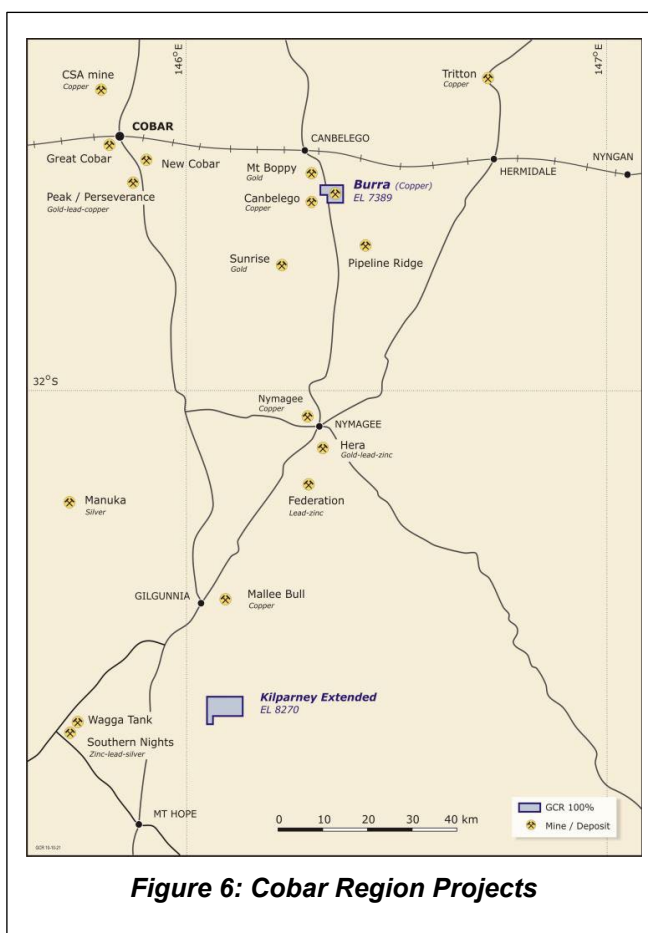 146°E
147°E
CSA mine
Copper
Tritton
Copper
COBAR
CANBELEGO
Great Cobar
New Cobar
Mt Boppy
Gold
HERMIDALE
NYNGAN
Peak / Perseverance
Gold-lead-copper
Canbelego
Copper
Burra (Copper)
EL 7389
Sunrise
Gold
Pipeline Ridge
32°S
Nymagee
Copper
NYMAGEE
Hera
Gold-lead-zinc
Manuka
Silver
Federation
Lead-zinc
GILGUNNIA
Mallee Bull
Copper
Kilparney Extended
EL 8270
Wagga Tank
Southern Nights
Zinc-lead-silver
MT HOPE
0 10 20 30 40 km
GCR 100%
Mine / Deposit
Figure 6: Cobar Region Projects